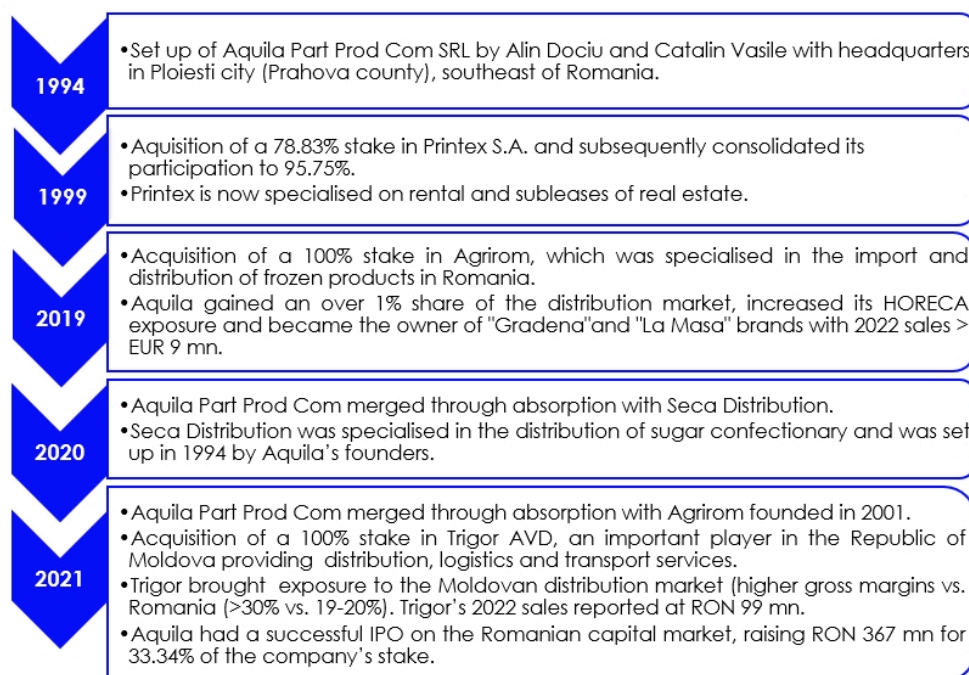 1994
•Set up of Aquila Part Prod Com SRL by Alin Dociu and Catalin Vasile with headquarters
in Ploiesti city (Prahova county), southeast of Romania.
1999
•Aquisition of a 78.83% stake in Printex S.A. and subsequently consolidated its
participation to 95.75%.
•Printex is now specialised on rental and subleases of real estate.
2019
•Acquisition of a 100% stake in Agrirom, which was specialised in the import and
distribution of frozen products in Romania.
•Aquila gained an over 1% share of the distribution market, increased its HORECA
exposure and became the owner of "Gradena"and "La Masa" brands with 2022 sales >
EUR 9 mn.
2020
•Aquila Part Prod Com merged through absorption with Seca Distribution.
•Seca Distribution was specialised in the distribution of sugar confectionary and was set
up in 1994 by Aquila’s founders.
2021
•Aquila Part Prod Com merged through absorption with Agrirom founded in 2001.
•Acquisition of a 100% stake in Trigor AVD, an important player in the Republic of
Moldova providing distribution, logistics and transport services.
•Trigor brought exposure to the Moldovan distribution market (higher gross margins vs.
Romania (>30% vs. 19-20%). Trigor’s 2022 sales reported at RON 99 mn.
•Aquila had a successful IPO on the Romanian capital market, raising RON 367 mn for
33.34% of the company’s stake.